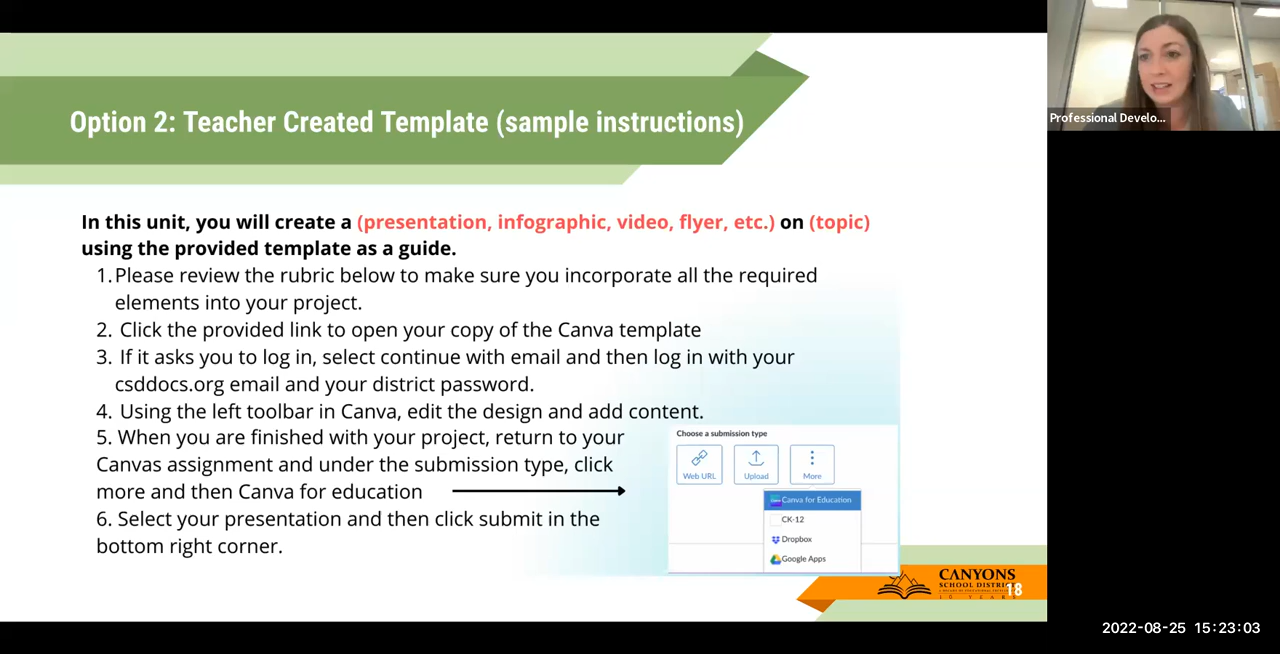 Option 2: Teacher Created Template (sample instructions)
Professional Develo...
In this unit, you will create a (presentation, infographic, video, flyer, etc.) on (topic)
using the provided template as a guide.
1. Please review the rubric below to make sure you incorporate all the required
elements into your project.
2. Click the provided link to open your copy of the Canva template
3. If it asks you to log in, select continue with email and then log in with your
csddocs.org email and your district password.
4. Using the left toolbar in Canva, edit the design and add content.
5. When you are finished with your project, return to your
Canvas assignment and under the submission type, click
more and then Canva for education
6. Select your presentation and then click submit in the
bottom right corner.
Choose a submission type
Web URL
Upload
More
Canva for Education
CK-12
Dropbox
Google Apps
CANYONS
SCHOOL DISTRICT
18
2022-08-25 15:23:03